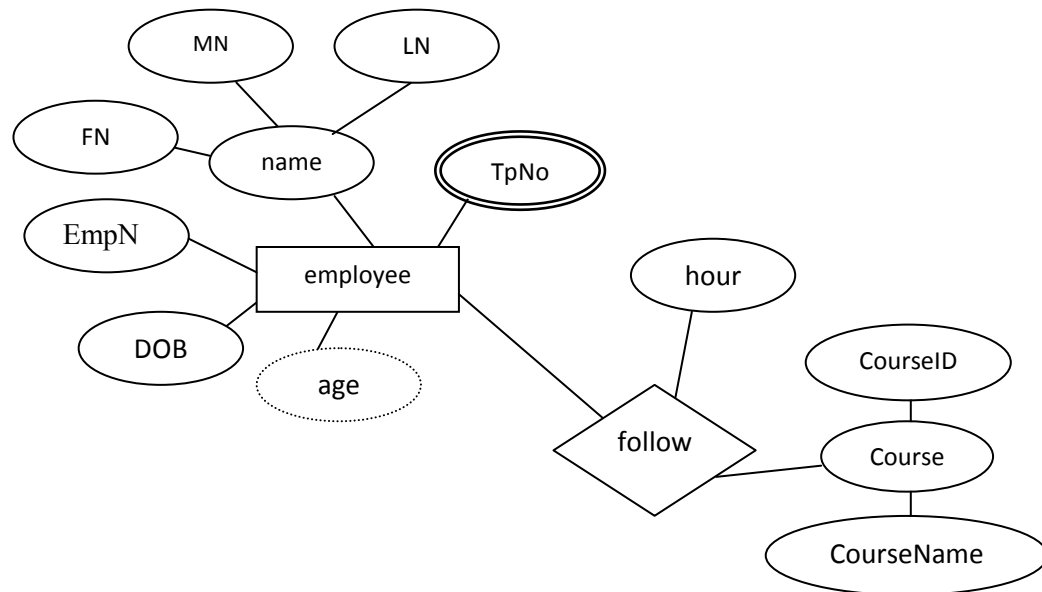 MN
LN
FN
name
TpNo
EmpN
employee
hour
DOB
age
CourseID
follow
Course
CourseName